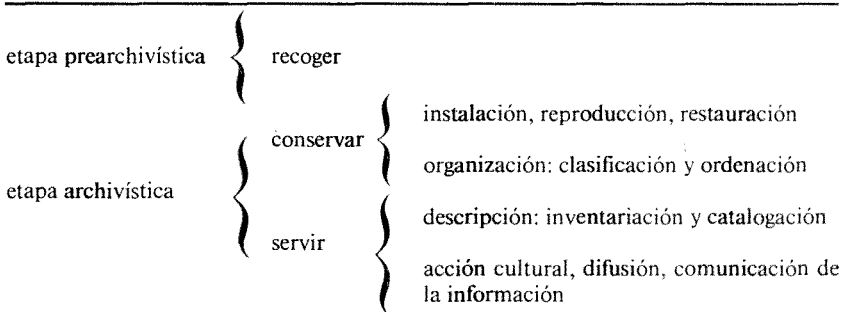 etapa prearchivística
recoger
etapa archivística
conservar
instalación, reproducción, restauración
organización: clasificación y ordenación
servir
descripción: inventariación y catalogación
acción cultural, difusión, comunicación de
la información